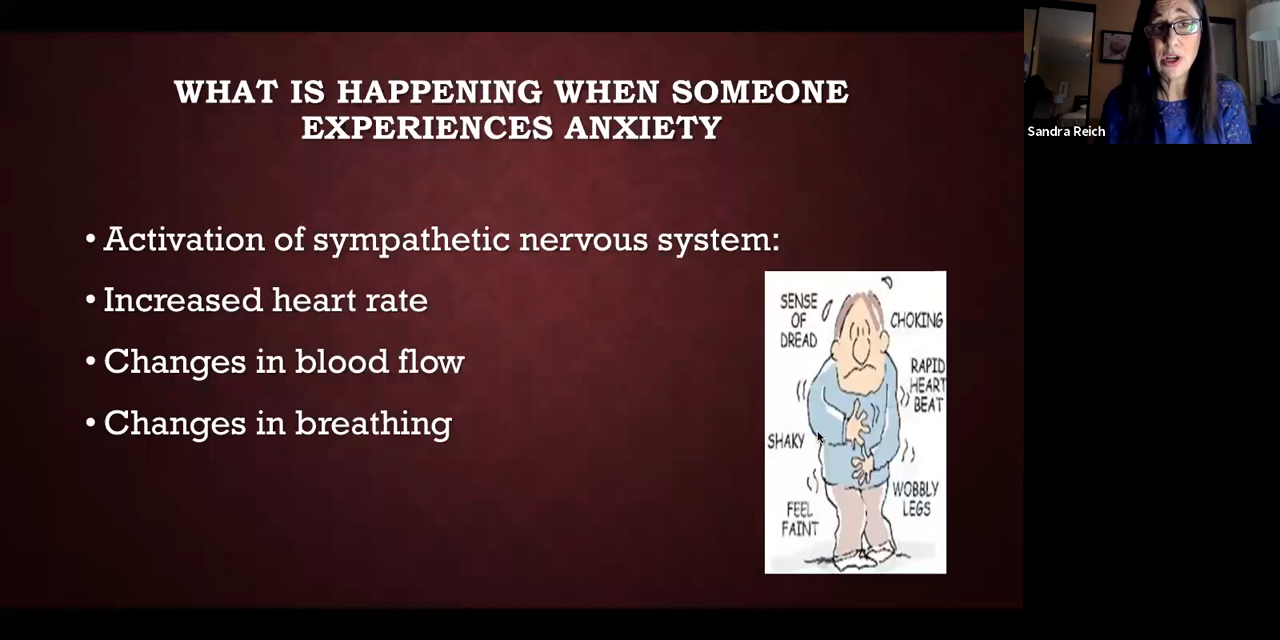 WHAT IS HAPPENING WHEN SOMEONE
EXPERIENCES ANXIETY
• Activation of sympathetic nervous system:
• Increased heart rate
• Changes in blood flow
• Changes in breathing
SENSE
OF
DREAD
CHOKING
RAPID
HEART
BEAT
SHAKY
WOBBLY
LEGS
FEEL
FAINT
Sandra Reich